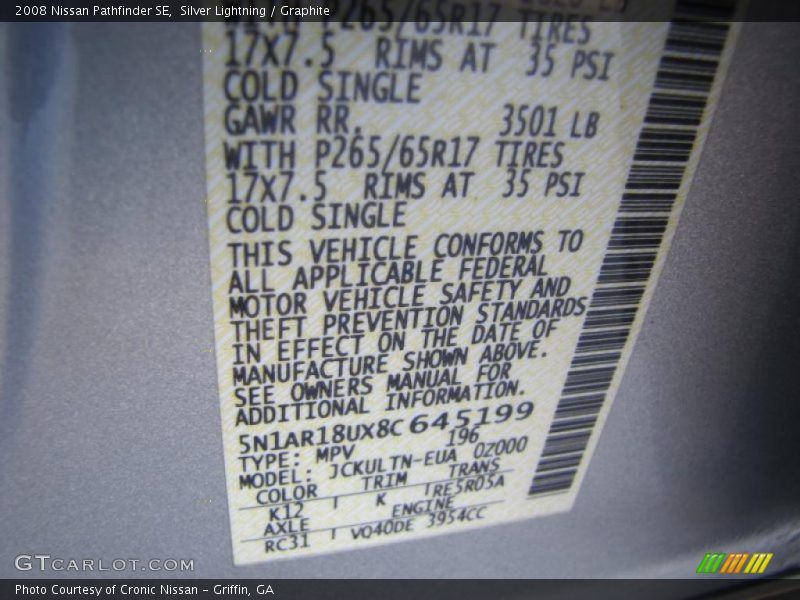 2008 Nissan Pathfinder SE, Silver Lightning / Graphite
P265/65R17 TIRES
17X7.5 RIMS AT 35 PSI
COLD SINGLE
GAWR RR. 3501 LB
WITH P265/65R17 TIRES
17X7.5 RIMS AT 35 PSI
COLD SINGLE
THIS VEHICLE CONFORMS TO
ALL APPLICABLE FEDERAL
MOTOR VEHICLE SAFETY AND
THEFT PREVENTION STANDARDS
IN EFFECT ON THE DATE OF
MANUFACTURE SHOWN ABOVE.
SEE OWNERS MANUAL FOR
ADDITIONAL INFORMATION.
5N1AR18UX8C645199
TYPE: MPV 196
MODEL: JCKULTN-EUA 0Z000
COLOR TRIM TRANS
K12 K TRE5R05A
AXLE ENGINE
RC31 VQ40DE 3954CC
GTCARLOT.COM
Photo Courtesy of Cronic Nissan - Griffin, GA